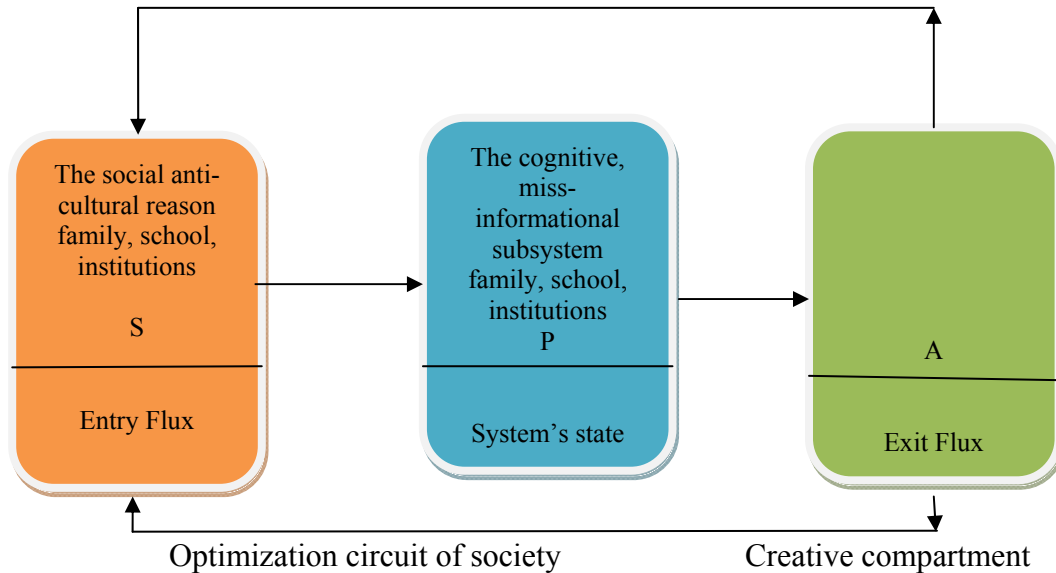 The social anti-
cultural reason
family, school,
institutions
S
Entry Flux
The cognitive,
miss-
informational
subsystem
family, school,
institutions
P
System’s state
A
Exit Flux
Optimization circuit of society
Creative compartment